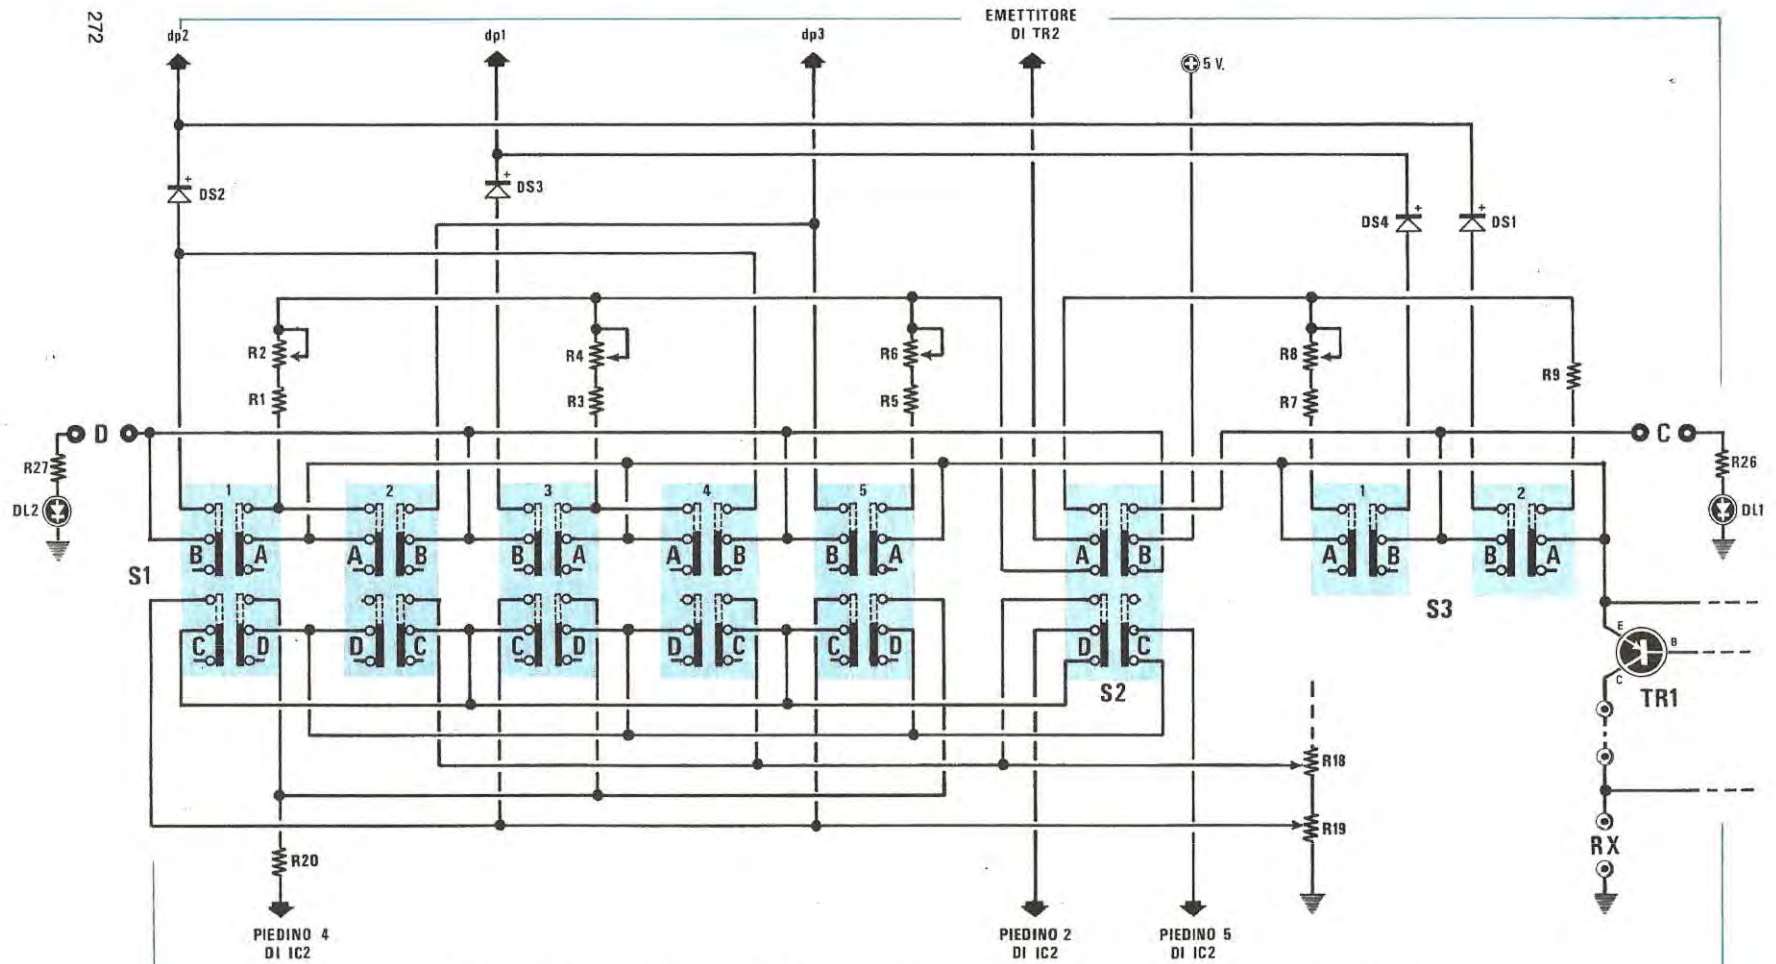 272
EMETTITORE
DI TR2
dp2
dp1
dp3
5 V.
+
DS2
+
DS3
DS4
+
+
DS1
R2
R4
R6
R8
R9
R1
R3
R5
R7
D
C
R27
R26
DL2
DL1
1
2
3
4
5
1
2
B A
A B
B A
A B
B A
A B
A B
B A
S1
S3
C D
D C
C D
D C
C D
D C
S2
E
B
C
TR1
R18
R19
RX
R20
PIEDINO 4
DI IC2
PIEDINO 2
DI IC2
PIEDINO 5
DI IC2